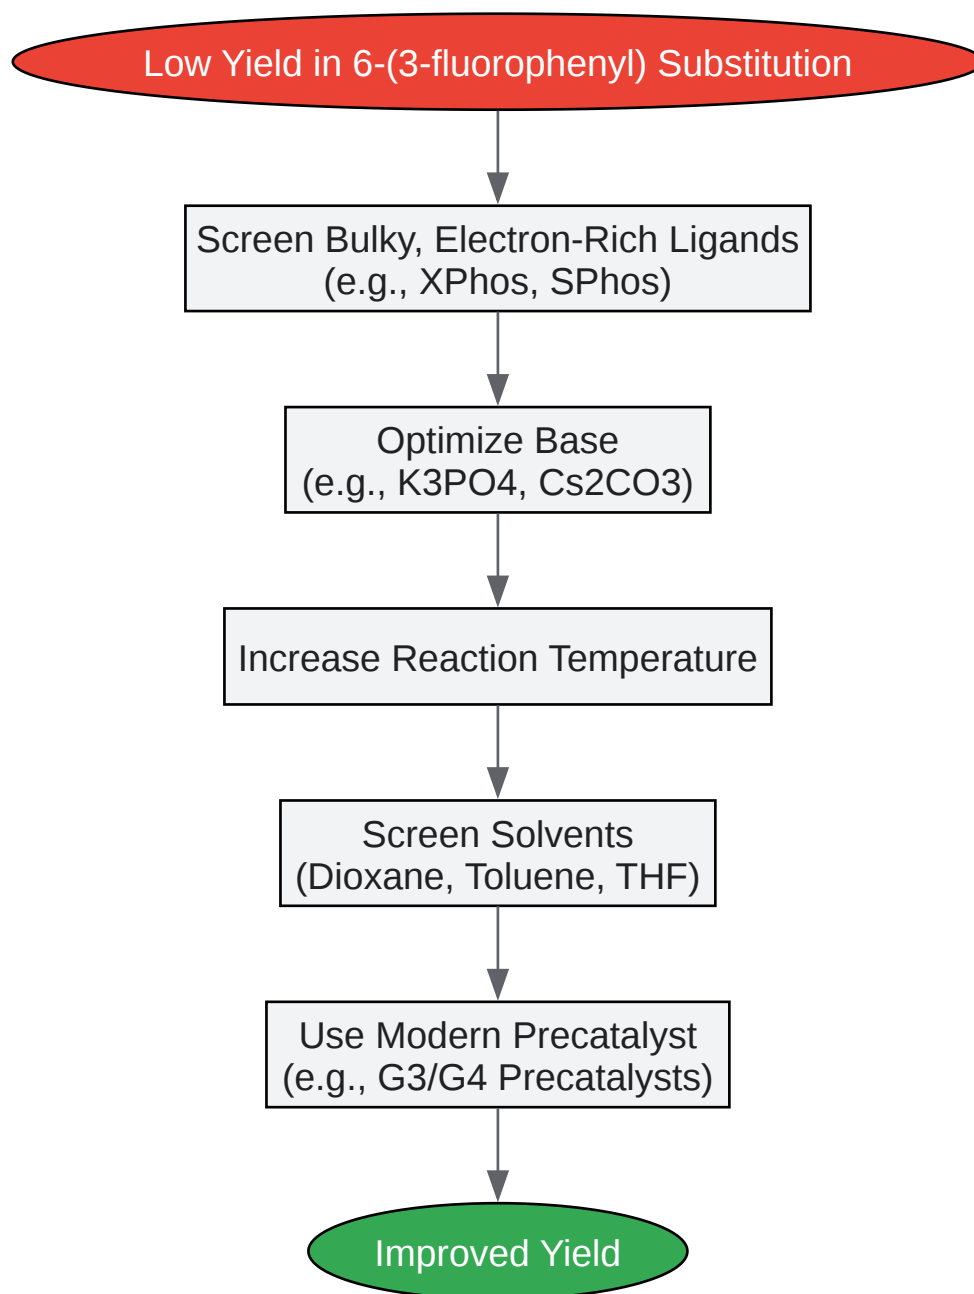 Low Yield in 6-(3-fluorophenyl) Substitution
Screen Bulky, Electron-Rich Ligands
(e.g., XPhos, SPhos)
Optimize Base
(e.g., K3PO4, Cs2CO3)
Increase Reaction Temperature
Screen Solvents
(Dioxane, Toluene, THF)
Use Modern Precatalyst
(e.g., G3/G4 Precatalysts)
Improved Yield